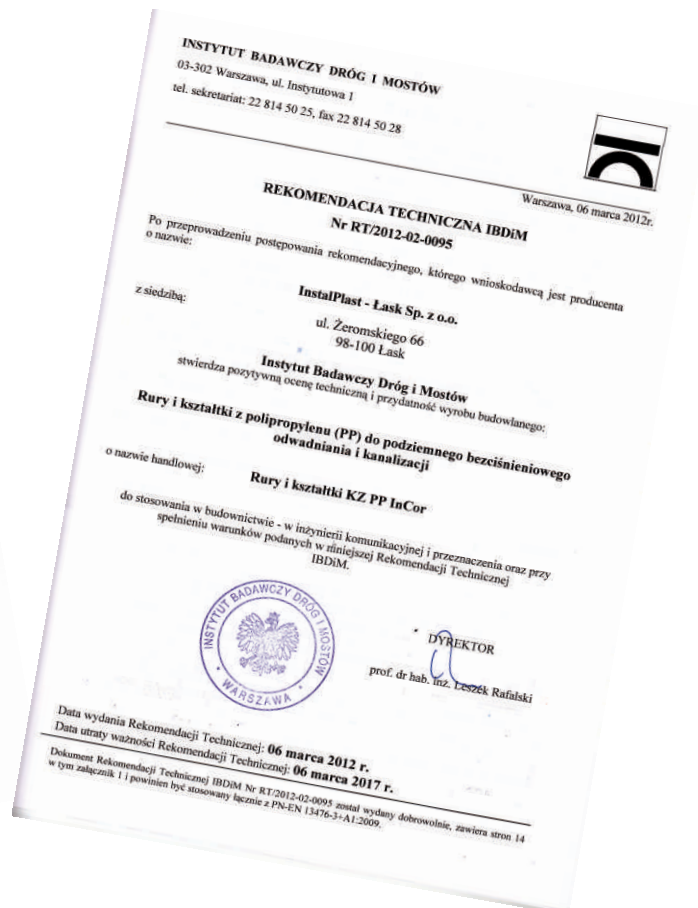 INSTYTUT BADAWCZY DRÓG I MOSTÓW
03-302 Warszawa, ul. Instytutowa 1
tel. sekretariat: 22 814 50 25, fax 22 814 50 28
Warszawa, 06 marca 2012r.
REKOMENDACJA TECHNICZNA IBDiM
Nr RT/2012-02-0095
Po przeprowadzeniu postępowania rekomendacyjnego, którego wnioskodawcą jest producenta
o nazwie:
InstalPlast - Łask Sp. z o.o.
z siedzibą:
ul. Żeromskiego 66
98-100 Łask
Instytut Badawczy Dróg i Mostów
stwierdza pozytywną ocenę techniczną i przydatność wyrobu budowlanego:
Rury i kształtki z polipropylenu (PP) do podziemnego bezciśnieniowego
odwadniania i kanalizacji
o nazwie handlowej:
Rury i kształtki KZ PP InCor
do stosowania w budownictwie - w inżynierii komunikacyjnej i przeznaczenia oraz przy
spełnieniu warunków podanych w niniejszej Rekomendacji Technicznej
IBDiM.
INSTYTUT BADAWCZY DRÓG I MOSTÓW
WARSZAWA
DYREKTOR
prof. dr hab. inż. Leszek Rafalski
Data wydania Rekomendacji Technicznej: 06 marca 2012 r.
Data utraty ważności Rekomendacji Technicznej: 06 marca 2017 r.
Dokument Rekomendacji Technicznej IBDiM Nr RT/2012-02-0095 został wydany dobrowolnie, zawiera stron 14
w tym załącznik 1 i powinien być stosowany łącznie z PN-EN 13476-3+A1:2009.